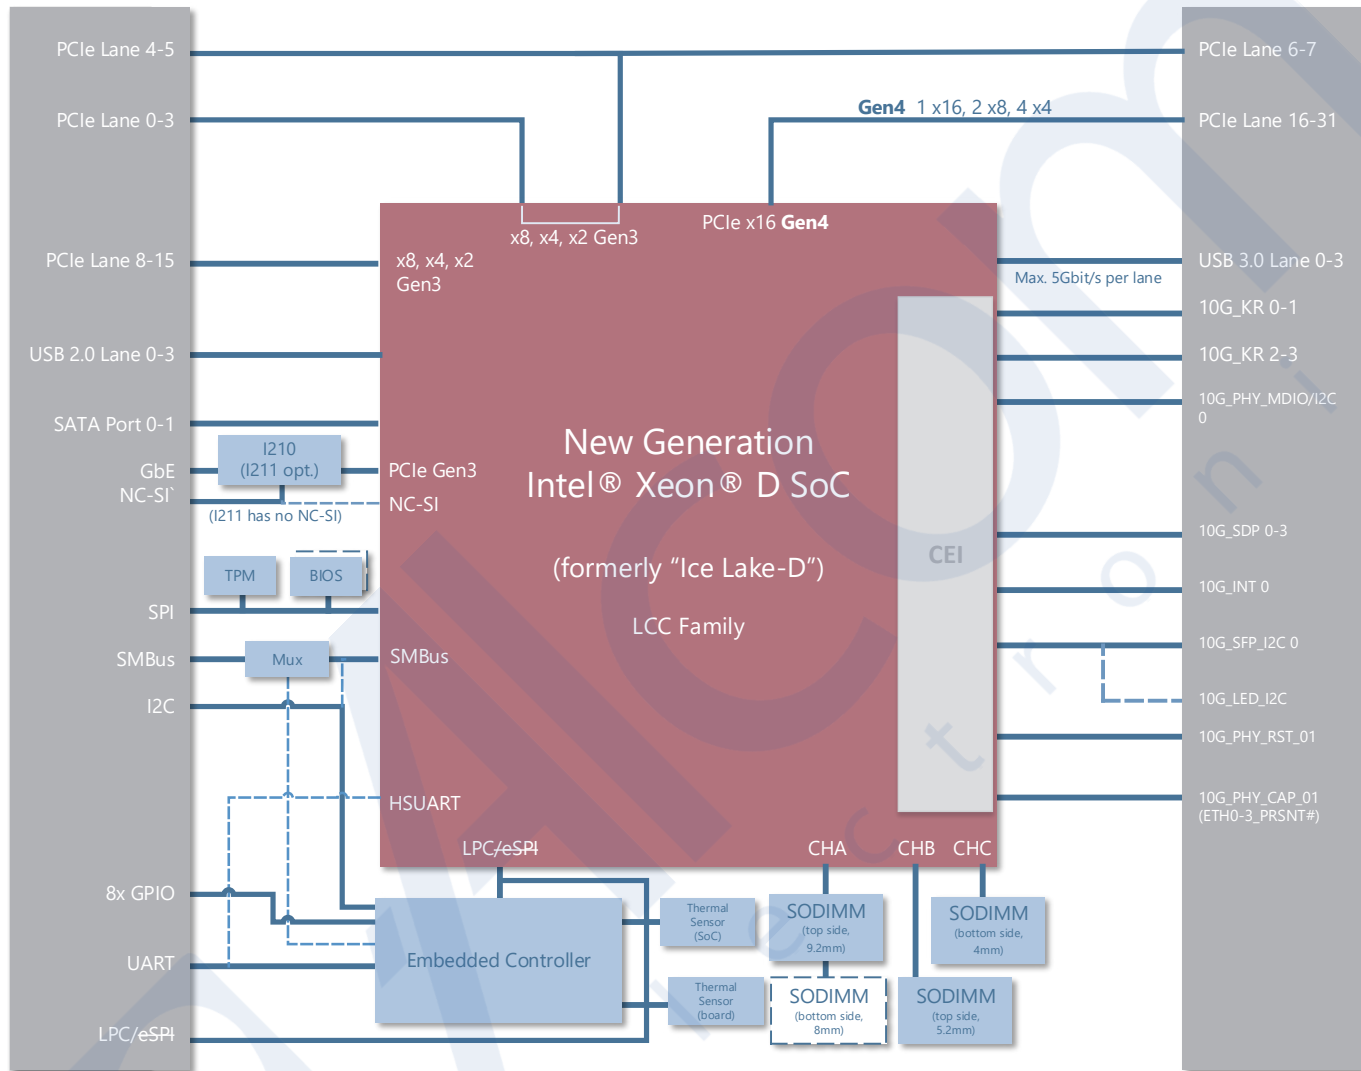 PCIe Lane 4-5
PCIe Lane 6-7
PCIe Lane 0-3
Gen4 1 x16, 2 x8, 4 x4
PCIe Lane 16-31
x8, x4, x2 Gen3
PCIe x16 Gen4
PCIe Lane 8-15
x8, x4, x2
Gen3
USB 3.0 Lane 0-3
Max. 5Gbit/s per lane
10G_KR 0-1
USB 2.0 Lane 0-3
10G_KR 2-3
10G_PHY_MDIO/I2C
0
SATA Port 0-1
I210
(I211 opt.)
GbE
PCIe Gen3
NC-SI`
NC-SI
(I211 has no NC-SI)
New Generation
Intel® Xeon® D SoC
(formerly “Ice Lake-D”)
LCC Family
CEI
10G_SDP 0-3
TPM
BIOS
10G_INT 0
SPI
SMBus
Mux
SMBus
10G_SFP_I2C 0
I2C
10G_LED_I2C
10G_PHY_RST_01
HSUART
10G_PHY_CAP_01
(ETH0-3_PRSNT#)
LPC/eSPI
CHA
CHB
CHC
8x GPIO
Thermal
Sensor
(SoC)
SODIMM
(top side,
9.2mm)
SODIMM
(bottom side,
4mm)
UART
Embedded Controller
Thermal
Sensor
(board)
SODIMM
(bottom side,
8mm)
SODIMM
(top side,
5.2mm)
LPC/eSPI